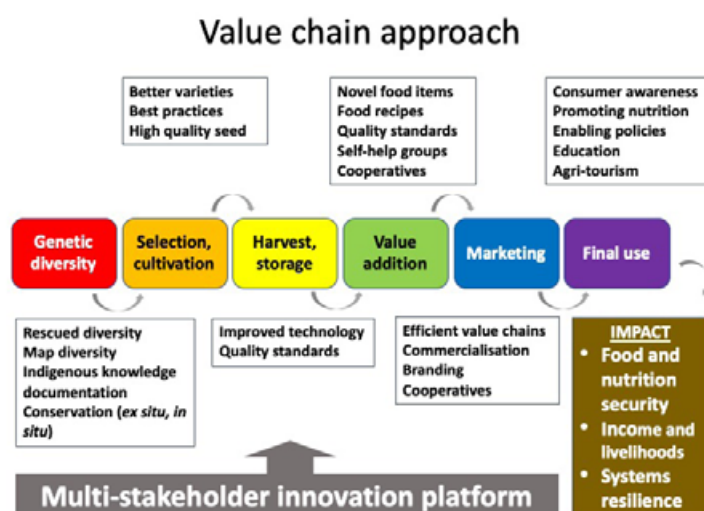 Value chain approach
Better varieties
Best practices
High quality seed
Novel food items
Food recipes
Quality standards
Self-help groups
Cooperatives
Consumer awareness
Promoting nutrition
Enabling policies
Education
Agri-tourism
Genetic
diversity
Selection,
cultivation
Harvest,
storage
Value
addition
Marketing
Final use
Rescued diversity
Map diversity
Indigenous knowledge
documentation
Conservation (ex situ, in
situ)
Improved technology
Quality standards
Efficient value chains
Commercialisation
Branding
Cooperatives
IMPACT
• Food and
nutrition
security
• Income and
livelihoods
• Systems
resilience
Multi-stakeholder innovation platform